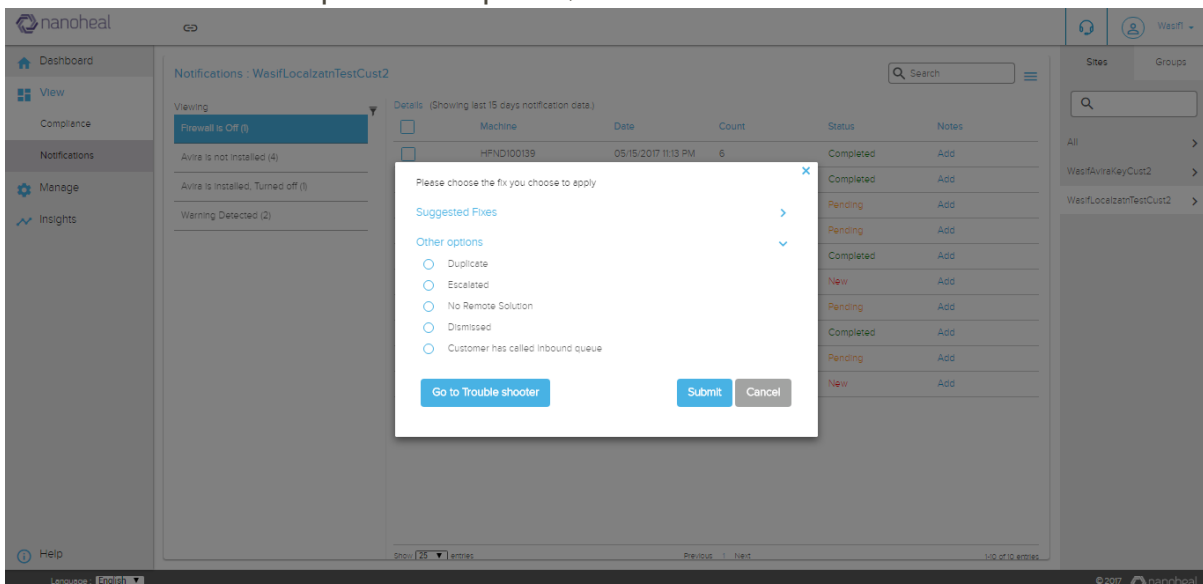 nanoheal
Wasif1
Dashboard
View
Compliance
Notifications
Manage
Insights
Help
Notifications : WasifLocalzatnTestCust2
Search
Viewing
Firewall is Off (1)
Avira is not installed (4)
Avira is Installed, Turned off (1)
Warning Detected (2)
Details (Showing last 15 days notification data.)
Machine Date Count Status Notes
HFND100139 05/15/2017 11:13 PM 6 Completed Add
Completed Add
Pending Add
Pending Add
Completed Add
New Add
Pending Add
Completed Add
Pending Add
New Add
Please choose the fix you choose to apply
Suggested Fixes
Other options
Duplicate
Escalated
No Remote Solution
Dismissed
Customer has called inbound queue
Go to Trouble shooter Submit Cancel
Show 25 entries Previous 1 Next 1-10 of 10 entries
Sites Groups
All
WasifAviraKeyCust2
WasifLocalzatnTestCust2
Language : English
© 2017 nanoheal